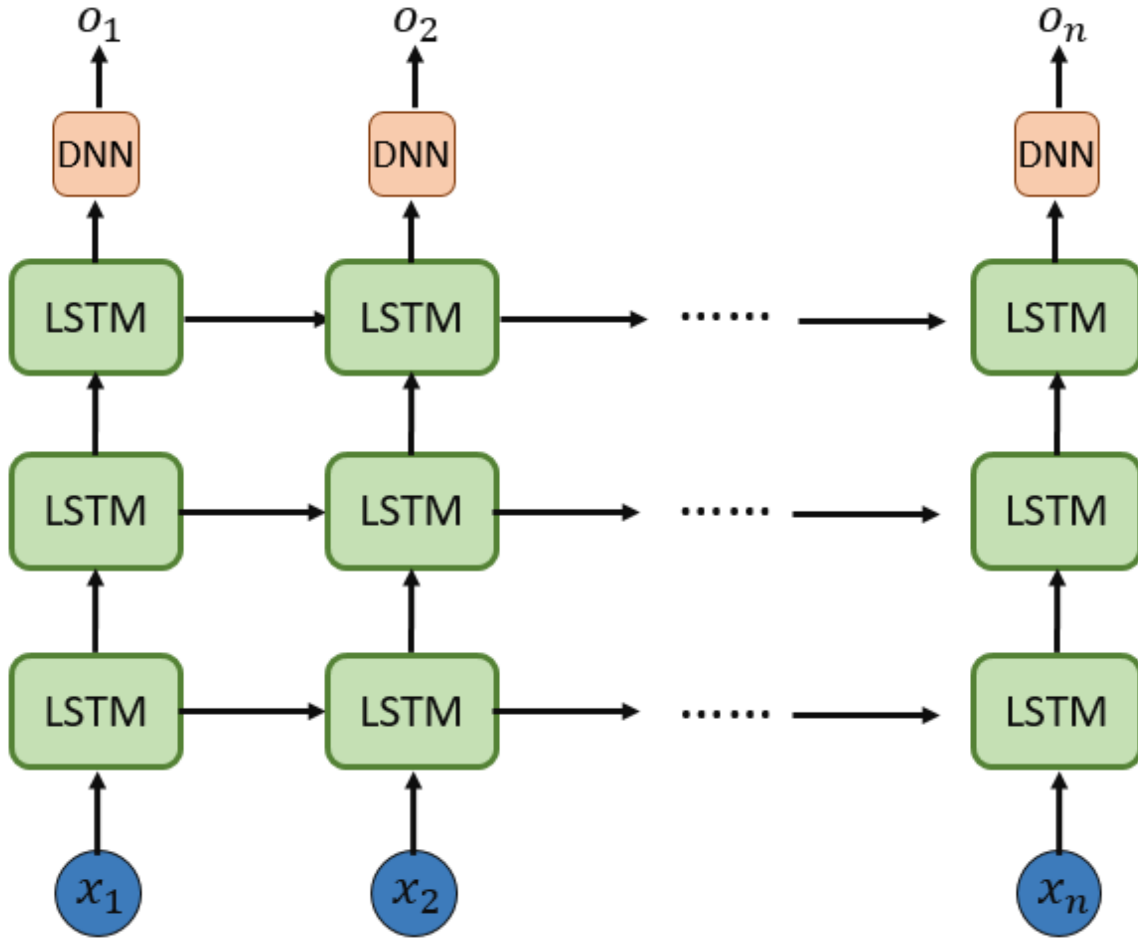 o₁ o₂ oₙ
DNN DNN DNN
LSTM LSTM ...... LSTM
LSTM LSTM ...... LSTM
LSTM LSTM ...... LSTM
x₁ x₂ xₙ